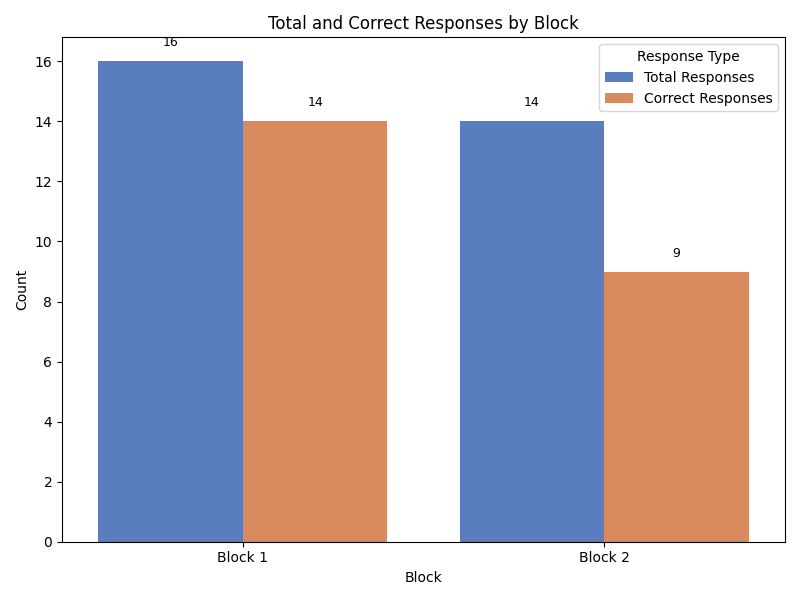 Total and Correct Responses by Block
16
14
14
9
Response Type
Total Responses
Correct Responses
Count
16
14
12
10
8
6
4
2
0
Block 1
Block 2
Block